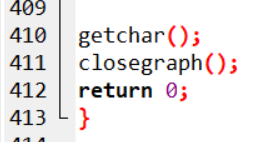 409
410 getchar();
411 closegraph();
412 return 0;
413 }